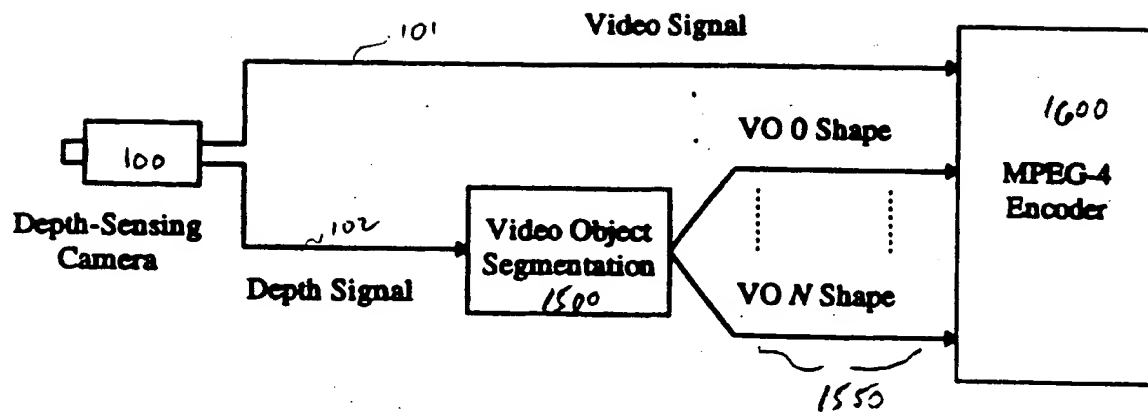 101
Video Signal
1600
VO 0 Shape
100
MPEG-4
Encoder
Depth-Sensing
Camera
102
Video Object
Segmentation
1500
Depth Signal
VO N Shape
1550